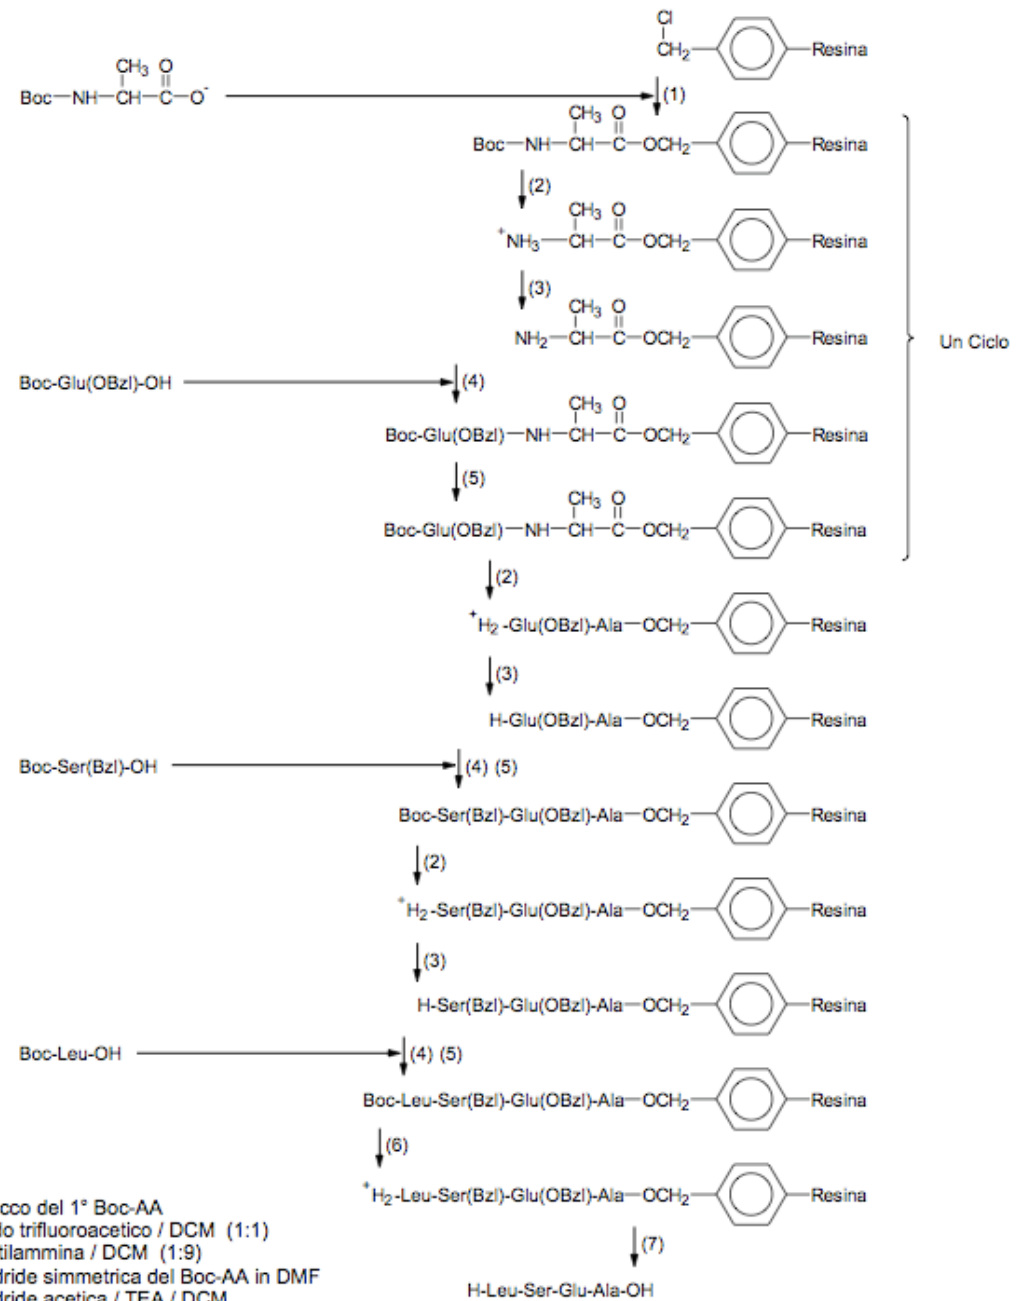 Cl
CH2 Resina
CH3 O
Boc-NH-CH-C-O-
(1)
CH3 O
Boc-NH-CH-C-OCH2 Resina
(2)
CH3 O
+NH3-CH-C-OCH2 Resina
(3)
CH3 O
NH2-CH-C-OCH2 Resina
Un Ciclo
Boc-Glu(OBzl)-OH (4)
CH3 O
Boc-Glu(OBzl)-NH-CH-C-OCH2 Resina
(5)
CH3 O
Boc-Glu(OBzl)-NH-CH-C-OCH2 Resina
(2)
+H2-Glu(OBzl)-Ala-OCH2 Resina
(3)
H-Glu(OBzl)-Ala-OCH2 Resina
Boc-Ser(Bzl)-OH (4) (5)
Boc-Ser(Bzl)-Glu(OBzl)-Ala-OCH2 Resina
(2)
+H2-Ser(Bzl)-Glu(OBzl)-Ala-OCH2 Resina
(3)
H-Ser(Bzl)-Glu(OBzl)-Ala-OCH2 Resina
Boc-Leu-OH (4) (5)
Boc-Leu-Ser(Bzl)-Glu(OBzl)-Ala-OCH2 Resina
(6)
+H2-Leu-Ser(Bzl)-Glu(OBzl)-Ala-OCH2 Resina
cco del 1° Boc-AA
do trifluoroacetico / DCM (1:1)
(7)
tilammina / DCM (1:9)
dride simmetrica del Boc-AA in DMF
H-Leu-Ser-Glu-Ala-OH
dride acetica / TEA / DCM